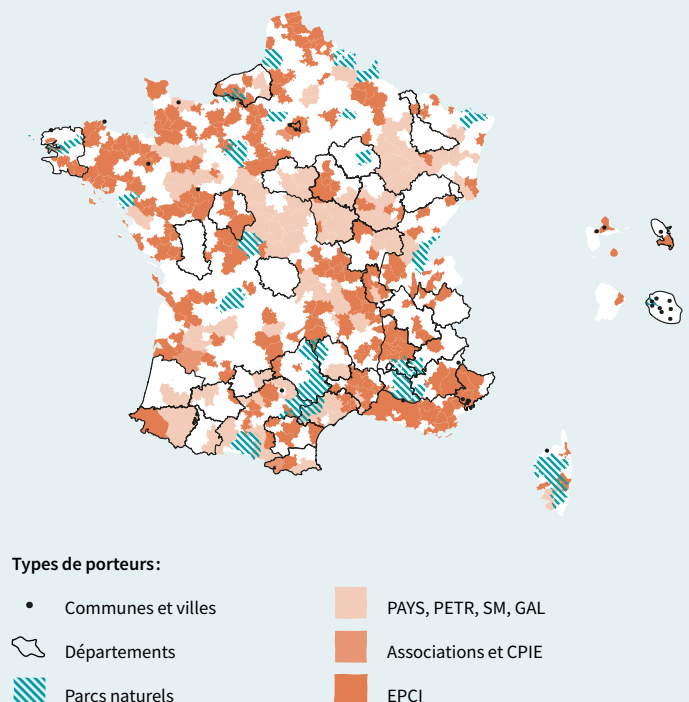 Types de porteurs :
Communes et villes
Départements
Parcs naturels
PAYS, PETR, SM, GAL
Associations et CPIE
EPCI